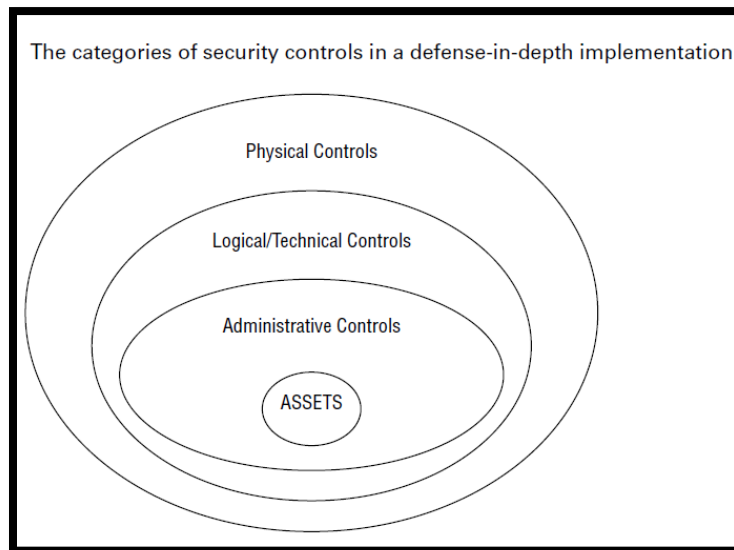 The categories of security controls in a defense-in-depth implementation
Physical Controls
Logical/Technical Controls
Administrative Controls
ASSETS